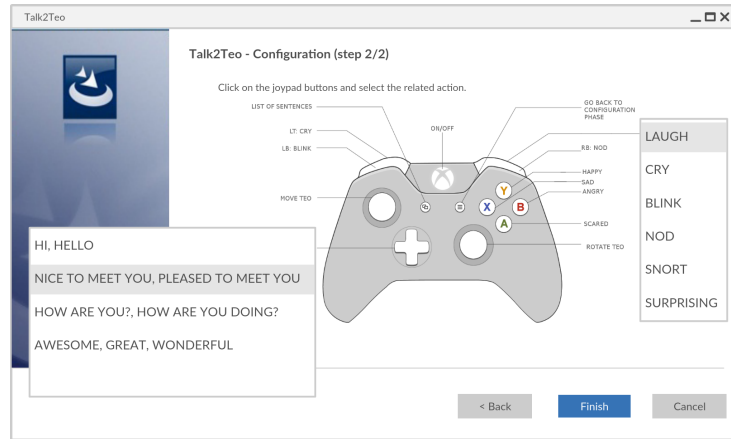 Talk2Teo
Talk2Teo - Configuration (step 2/2)
Click on the joypad buttons and select the related action.
LIST OF SENTENCES
GO BACK TO
CONFIGURATION
PHASE
LT: CRY
ON/OFF
LB: BLINK
RB: NOD
HAPPY
SAD
ANGRY
MOVE TEO
SCARED
ROTATE TEO
Y
X
B
A
LAUGH
CRY
BLINK
NOD
SNORT
SURPRISING
HI, HELLO
NICE TO MEET YOU, PLEASED TO MEET YOU
HOW ARE YOU?, HOW ARE YOU DOING?
AWESOME, GREAT, WONDERFUL
< Back
Finish
Cancel